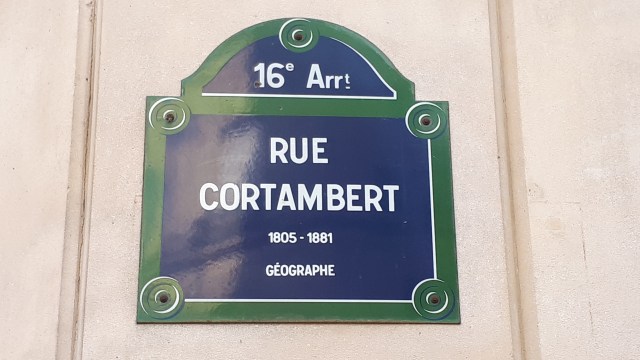 16e Arrt
RUE
CORTAMBERT
1805 - 1881
GÉOGRAPHE